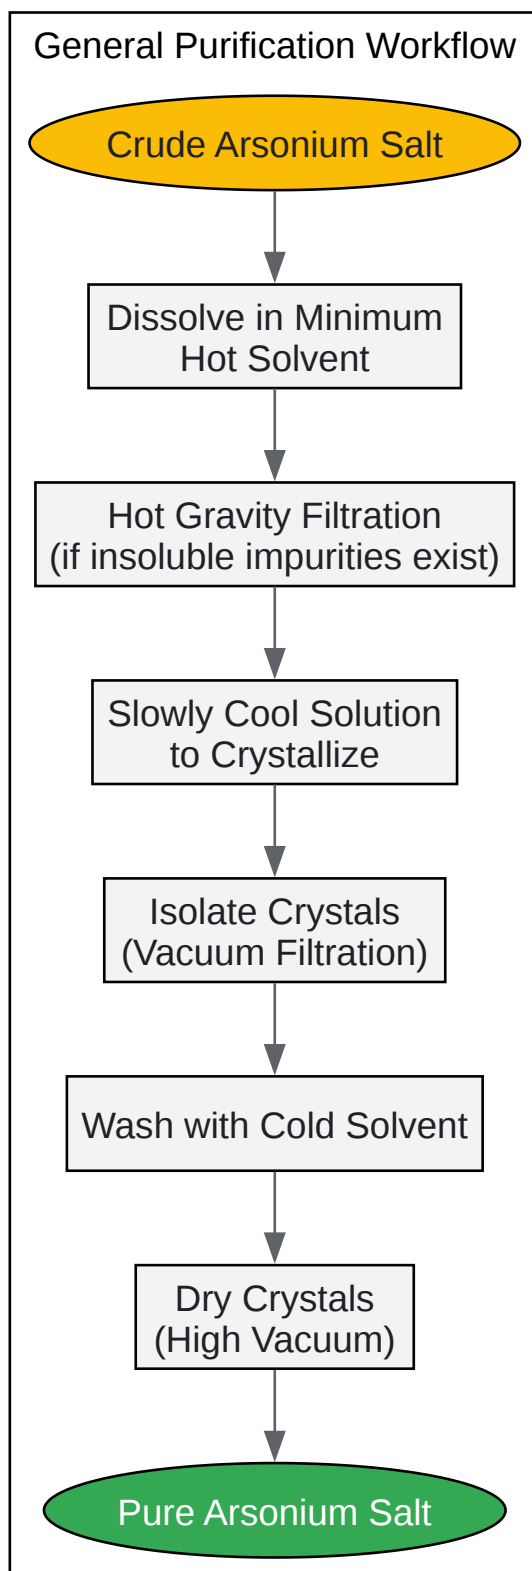 General Purification Workflow
Crude Arsonium Salt
Dissolve in Minimum
Hot Solvent
Hot Gravity Filtration
(if insoluble impurities exist)
Slowly Cool Solution
to Crystallize
Isolate Crystals
(Vacuum Filtration)
Wash with Cold Solvent
Dry Crystals
(High Vacuum)
Pure Arsonium Salt